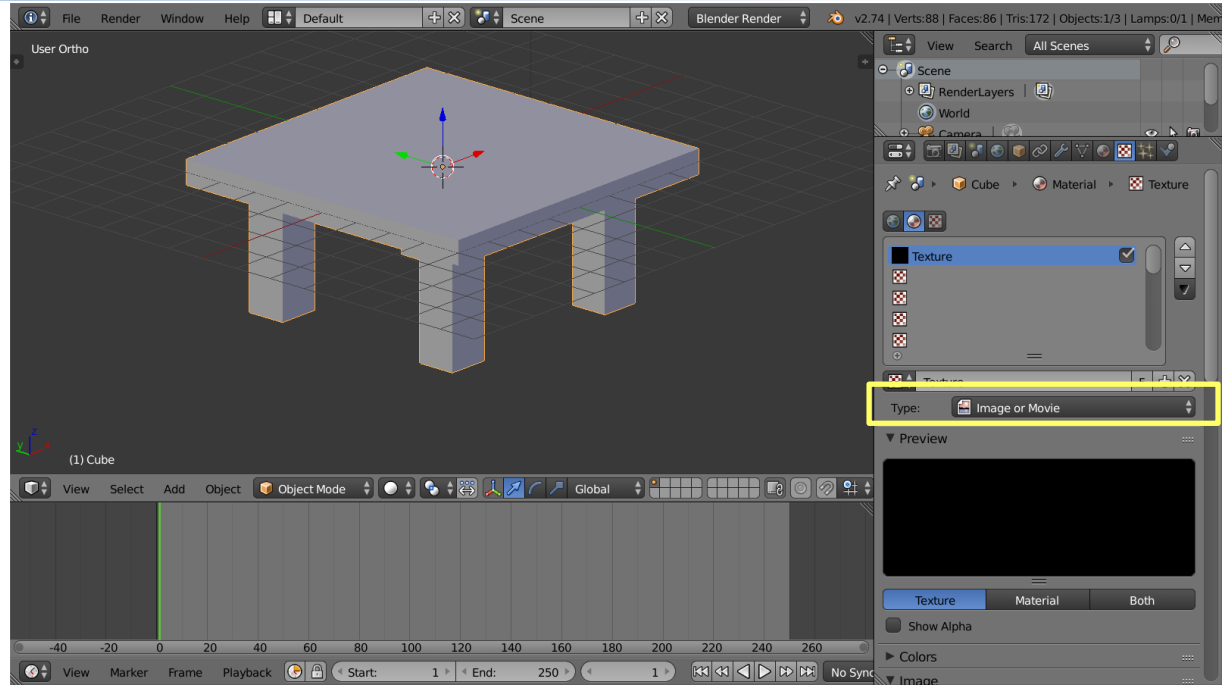 File Render Window Help Default Scene Blender Render v2.74 | Verts:88 | Faces:86 | Tris:172 | Objects:1/3 | Lamps:0/1 | Mem
User Ortho
View Search All Scenes
Scene
RenderLayers |
World
Camera |
Cube Material Texture
Texture
Texture F
Type: Image or Movie
Preview
z
y x
(1) Cube
View Select Add Object Object Mode Global
Texture Material Both
Show Alpha
Colors
Image
-40 -20 0 20 40 60 80 100 120 140 160 180 200 220 240 260
View Marker Frame Playback Start: 1 End: 250 1 No Sync